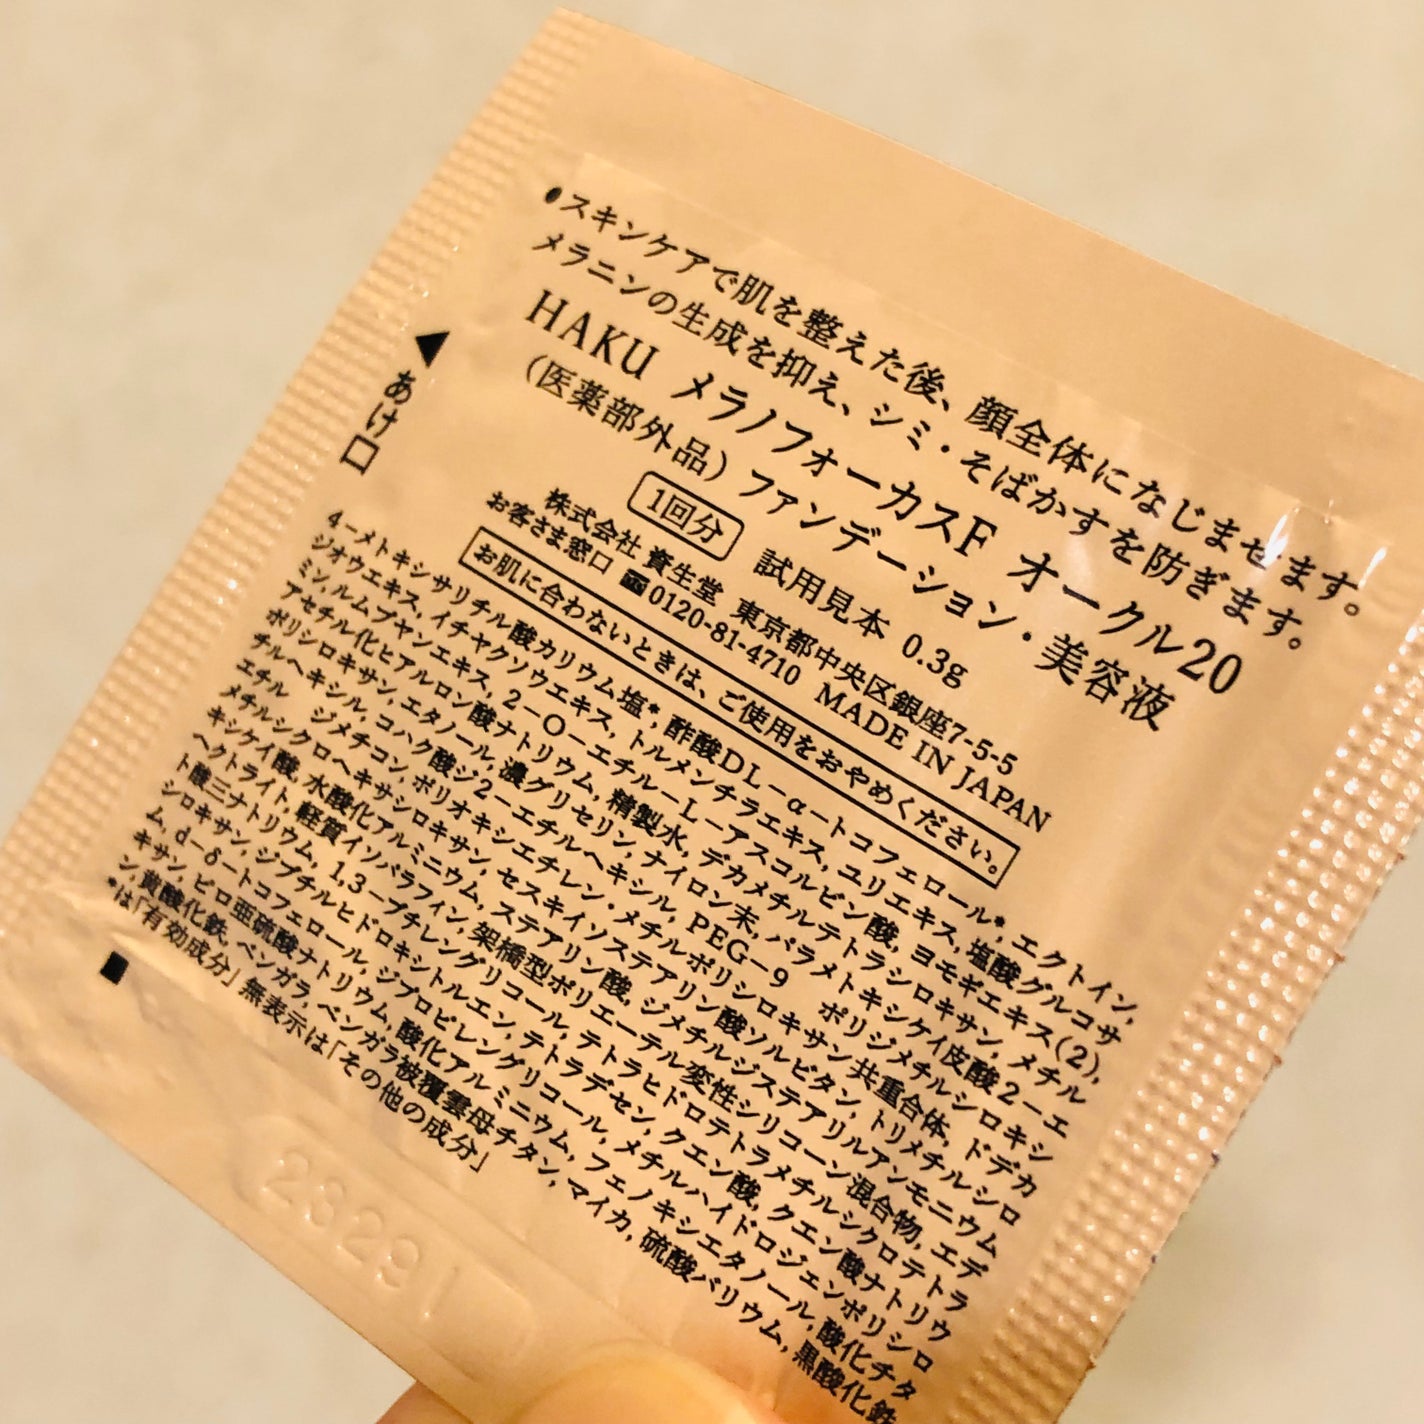 ●スキンケアで肌を整えた後、顔全体になじませます。
メラニンの生成を抑え、シミ・そばかすを防ぎます。
HAKU メラノフォーカスF オークル20
(医薬部外品) ファンデーション・美容液
1回分 試用見本 0.3g
株式会社 資生堂 東京都中央区銀座7-5-5
お客さま窓口 ☎0120-81-4710 MADE IN JAPAN
お肌に合わないときは、ご使用をおやめください。
4-メトキシサリチル酸カリウム塩*, 酢酸DL-α-トコフェロール*, エクトイン,
ジオウエキス, イチヤクソウエキス, トルメンチラエキス, ユリエキス, 塩酸グルコサ
ミン, ルムプヤンエキス, 2-O-エチル-L-アスコルビン酸, ヨモギエキス(2),
アセチル化ヒアルロン酸ナトリウム, 精製水, デカメチルテトラシロキサン, メチル
ポリシロキサン, エタノール, 濃グリセリン, ナイロン末, パラメトキシケイ皮酸2-エ
チルヘキシル, コハク酸ジ2-エチルヘキシル, PEG-9 ポリジメチルシロキシ
エチル ジメチコン, ポリオキシエチレン・メチルポリシロキサン共重合体, ドデカ
メチルシクロヘキサシロキサン, セスキイソステアリン酸ソルビタン, トリメチルシロ
キシケイ酸, 水酸化アルミニウム, ステアリン酸, ジメチルジステアリルアンモニウム
ヘクトライト, 軽質イソパラフィン, 架橋型ポリエーテル変性シリコーン混合物, エデ
ト酸三ナトリウム, 1,3-ブチレングリコール, テトラヒドロテトラメチルシクロテトラ
シロキサン, ジブチルヒドロキシトルエン, テトラデセン, クエン酸, クエン酸ナトリウ
ム, d-δ-トコフェロール, ジプロピレングリコール, メチルハイドロジェンポリシロ
キサン, ピロ亜硫酸ナトリウム, 酸化アルミニウム, フェノキシエタノール, 酸化チタ
ン, 黄酸化鉄, ベンガラ, ベンガラ被覆雲母チタン, マイカ, 硫酸バリウム, 黒酸化鉄
*は「有効成分」無表示は「その他の成分」
あけ口